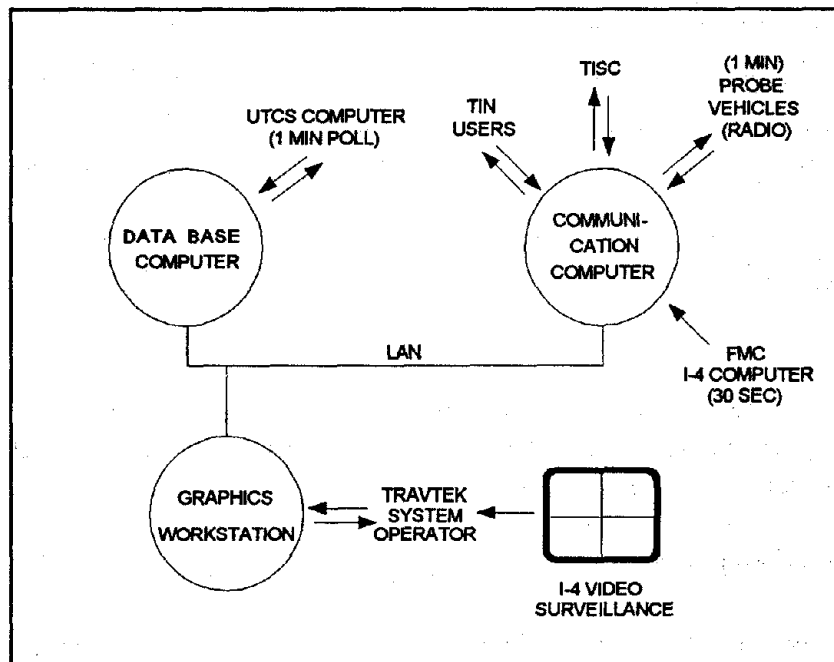 UTCS COMPUTER
(1 MIN POLL)
TIN
USERS
TISC
(1 MIN)
PROBE
VEHICLES
(RADIO)
DATA BASE
COMPUTER
COMMUNI-
CATION
COMPUTER
LAN
FMC
I-4 COMPUTER
(30 SEC)
GRAPHICS
WORKSTATION
TRAVTEK
SYSTEM
OPERATOR
I-4 VIDEO
SURVEILLANCE